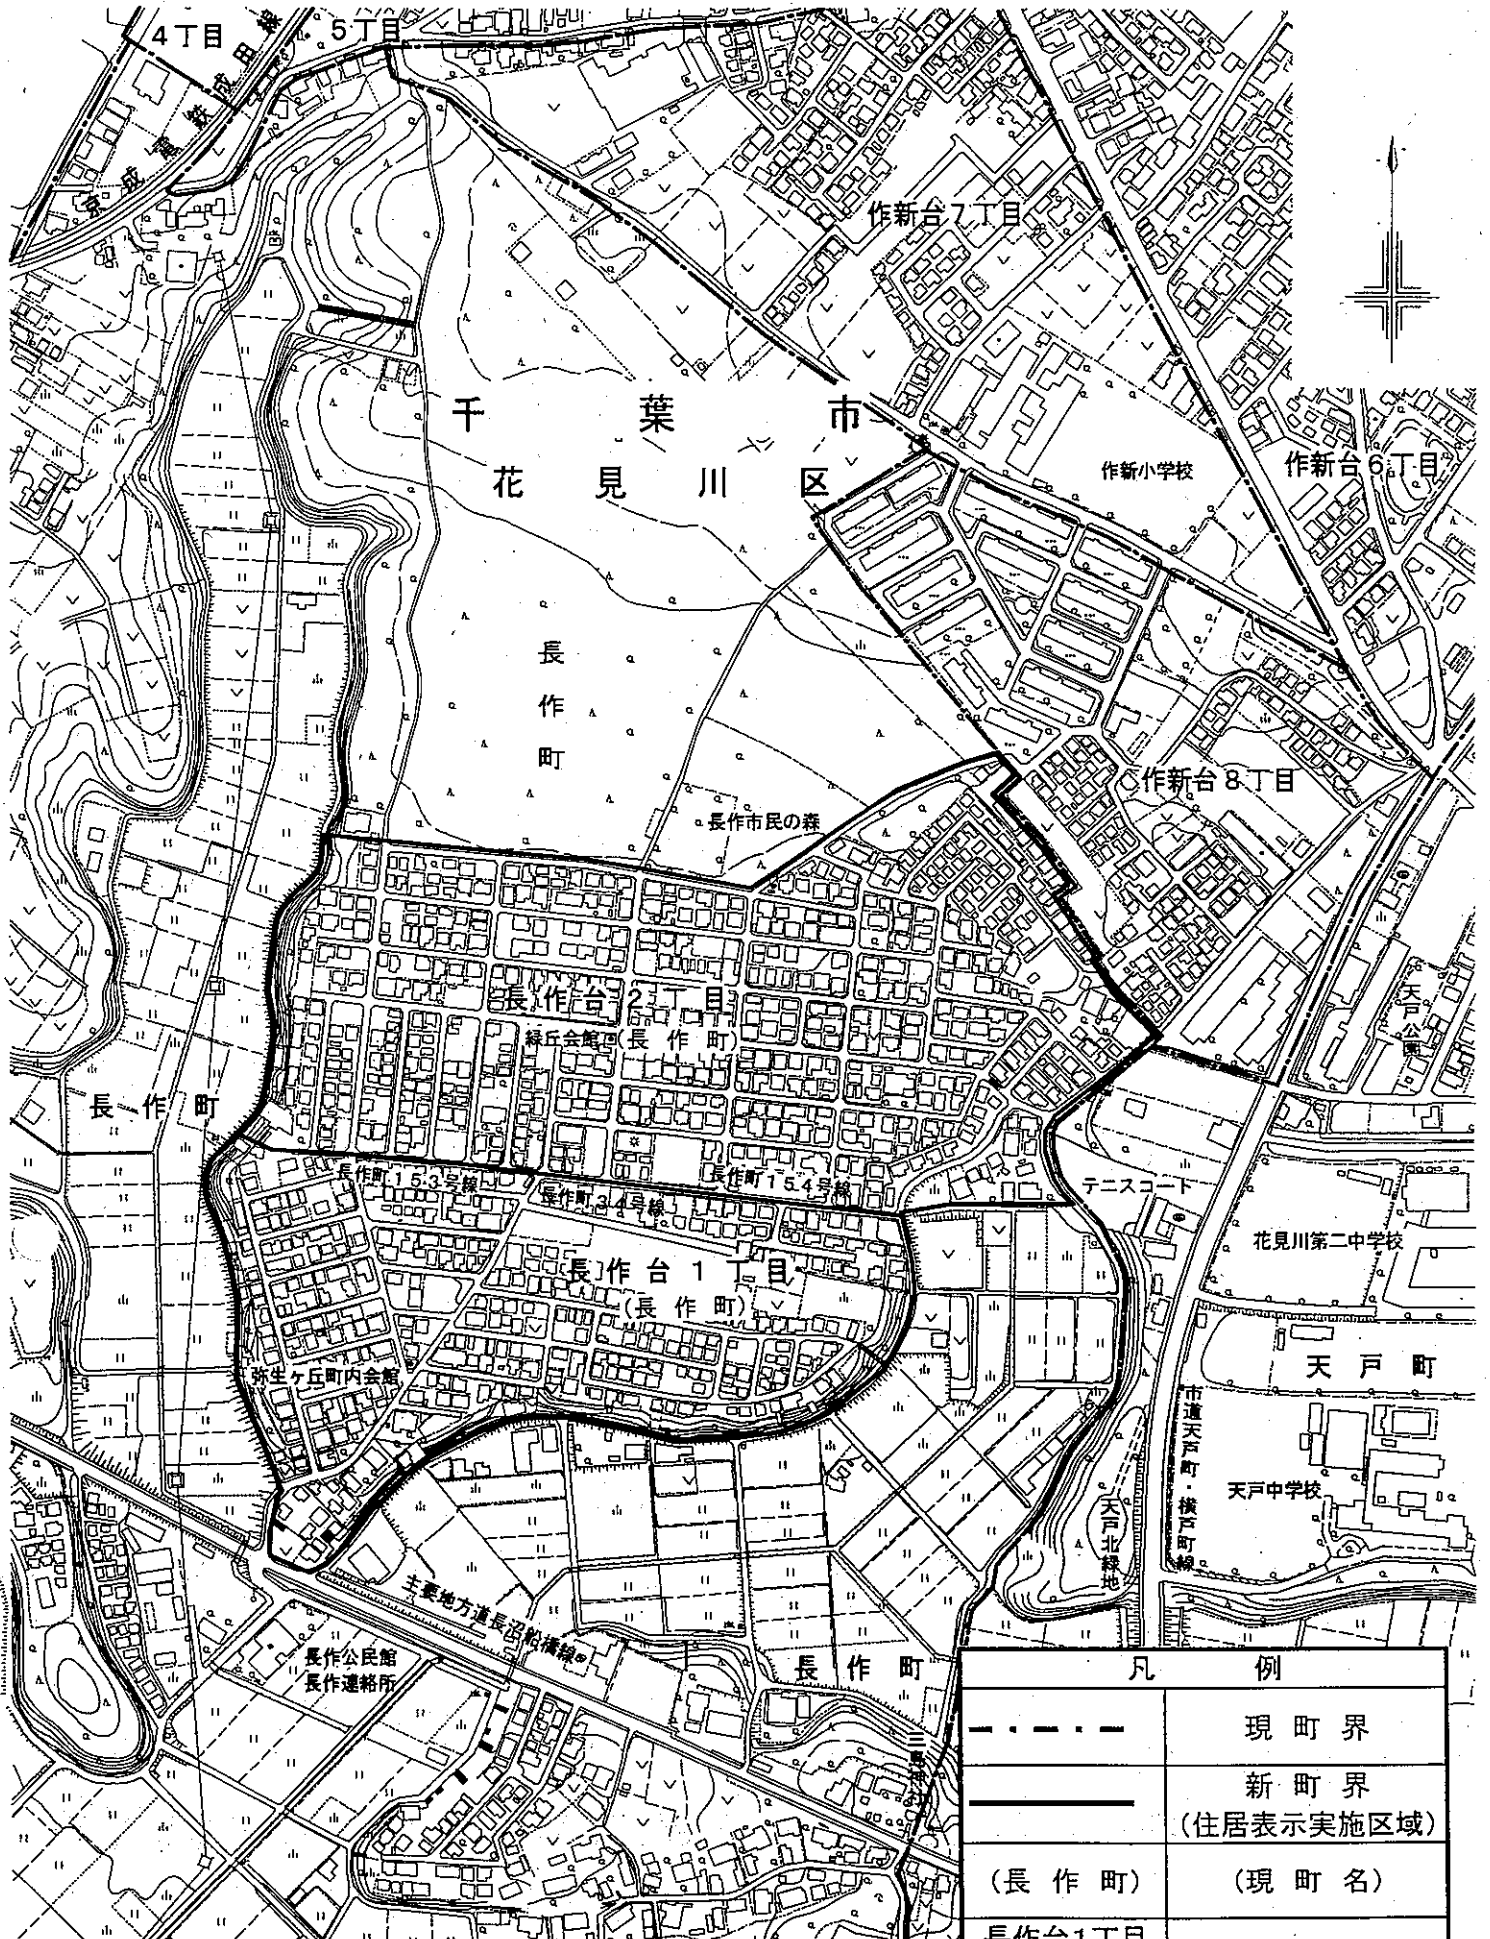 4丁目
5丁目
京成電鉄成田線
作新台7丁目
千葉市
花見川区
作新小学校
作新台6丁目
長作町
作新台8丁目
長作市民の森
天戸公園
長作台2丁目
緑丘会館
(長作町)
長作町
長作町153号線
長作町34号線
長作町154号線
テニスコート
花見川第二中学校
長作台1丁目
(長作町)
弥生ヶ丘町内会館
天戸町
市道天戸町・横戸町線
天戸中学校
天戸北緑地
主要地方道長沼船橋線
長作公民館
長作連絡所
長作町
凡例
現町界
新町界
(住居表示実施区域)
(長作町)
(現町名)
長作台1丁目